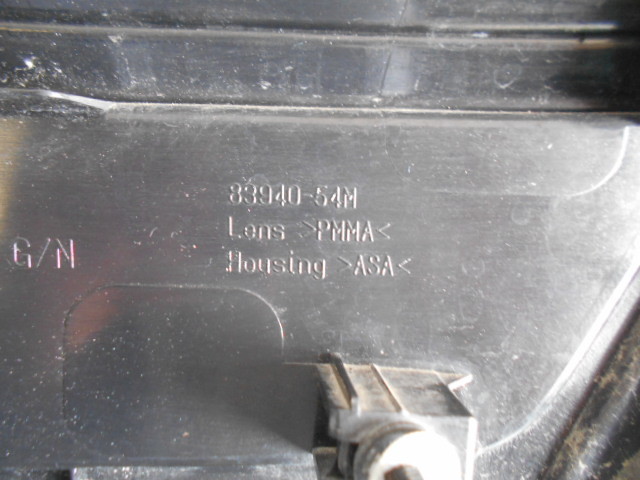 83940-54M
Lens >PMMA<
Housing >ASA<
G/N